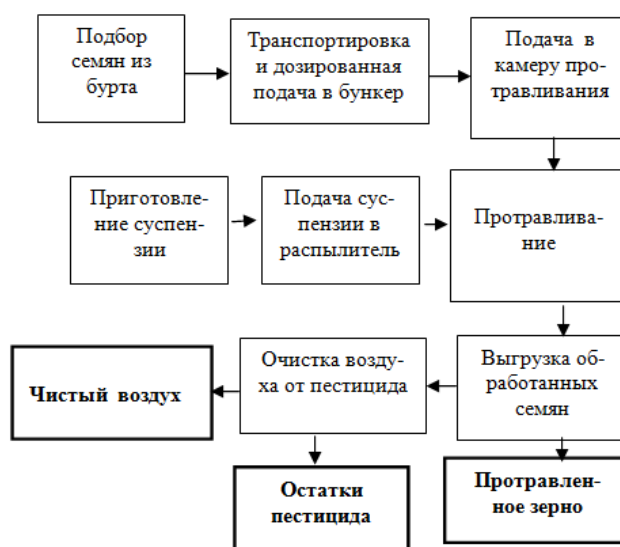 Подбор
семян из
бурта
Транспортировка
и дозированная
подача в бункер
Подача в
камеру про-
травливания
Приготовле-
ние суспен-
зии
Подача сус-
пензии в
распылитель
Протравлива-
ние
Чистый воздух
Очистка возду-
ха от пестицида
Выгрузка об-
работанных
семян
Остатки
пестицида
Протравлен-
ное зерно